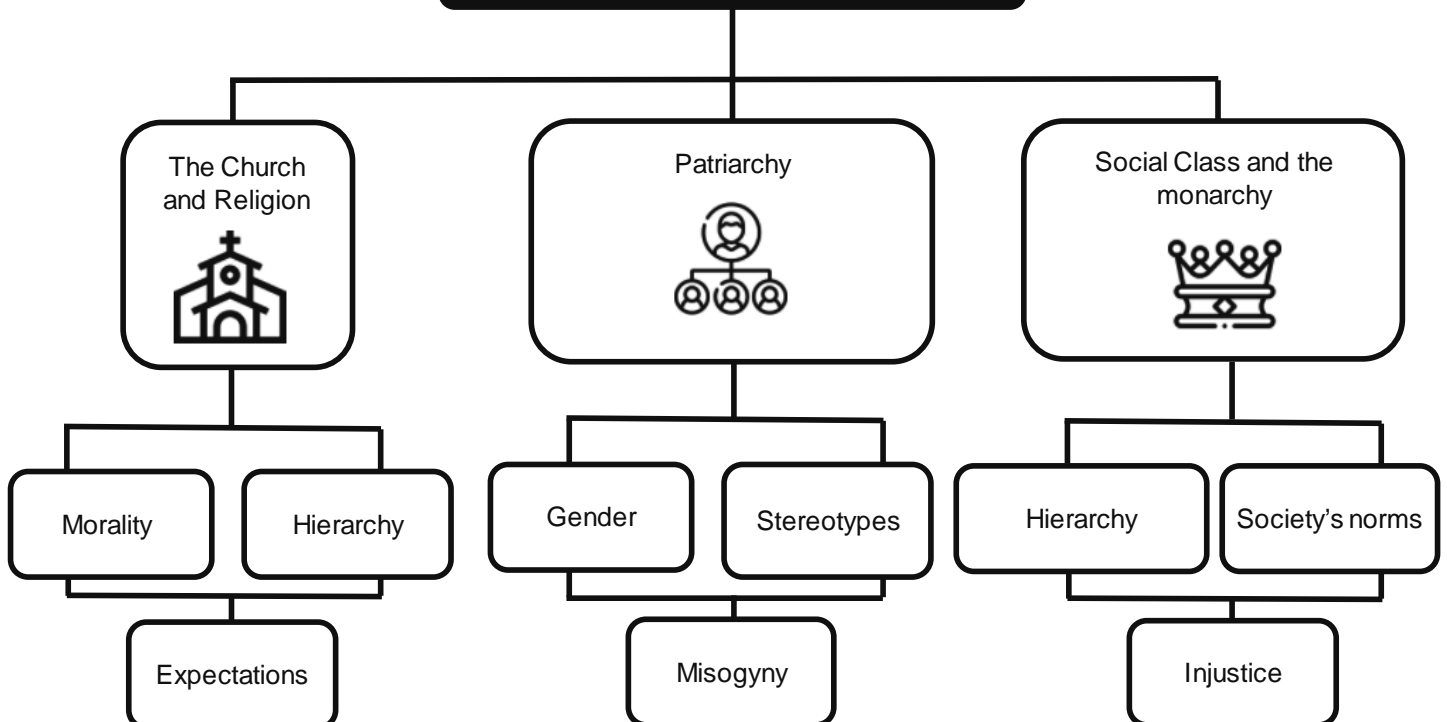 The Church
and Religion
Patriarchy
Social Class and the
monarchy
Morality
Hierarchy
Gender
Stereotypes
Hierarchy
Society’s norms
Expectations
Misogyny
Injustice